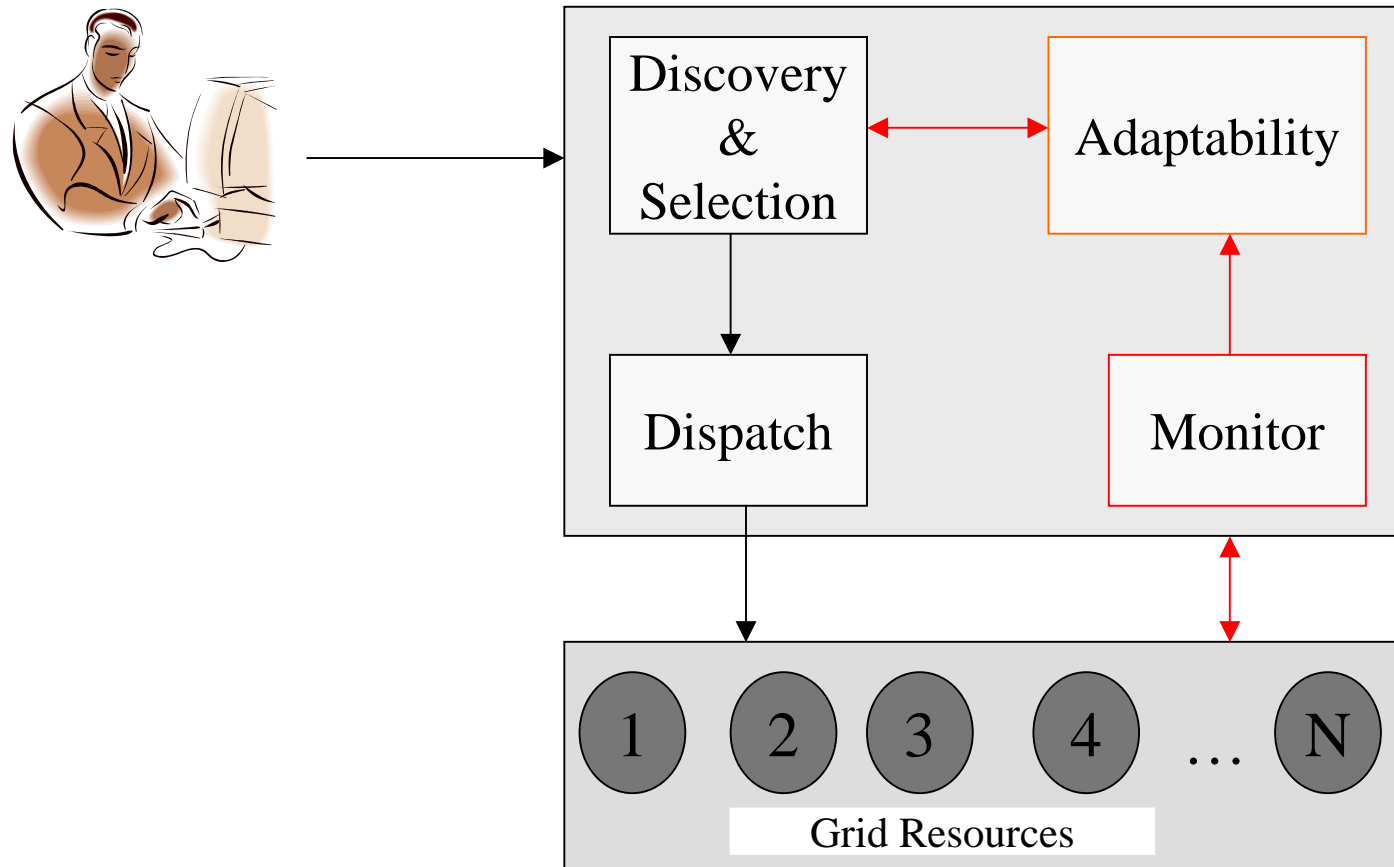 Discovery
&
Selection
Adaptability
Dispatch
Monitor
1 2 3 4 … N
Grid Resources